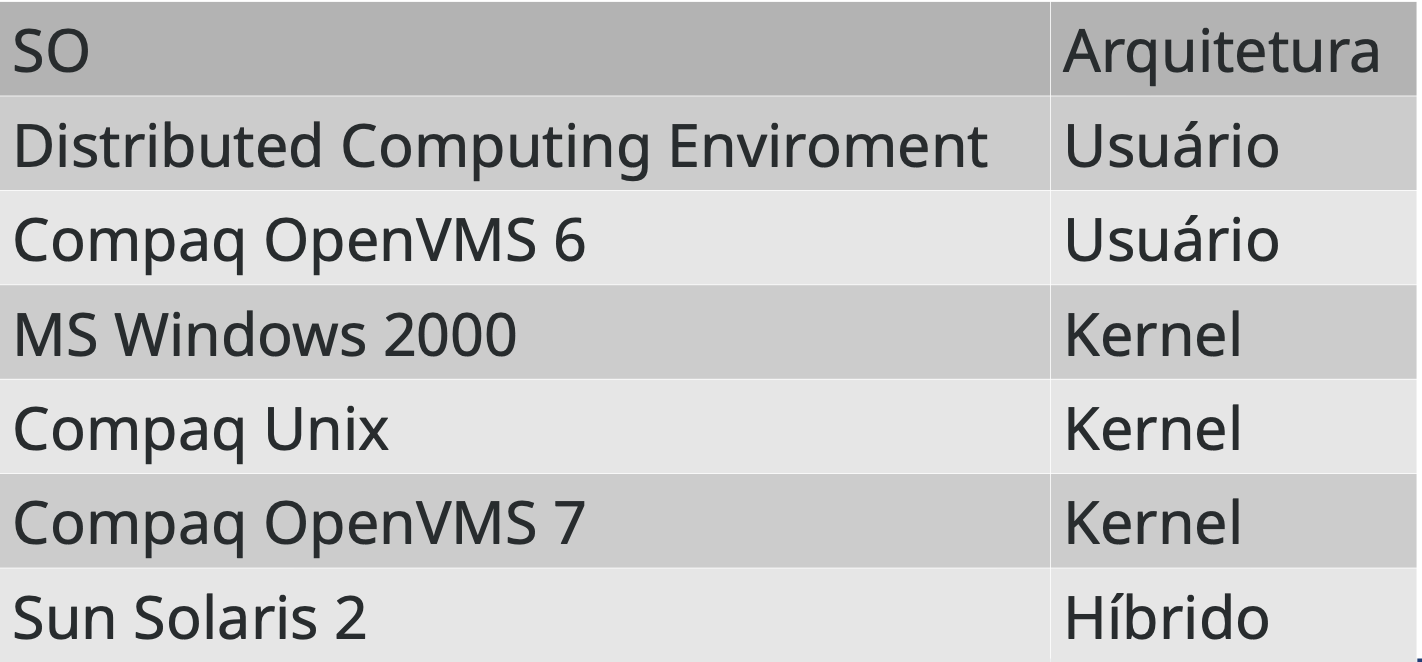 SO Arquitetura
Distributed Computing Enviroment Usuário
Compaq OpenVMS 6 Usuário
MS Windows 2000 Kernel
Compaq Unix Kernel
Compaq OpenVMS 7 Kernel
Sun Solaris 2 Híbrido